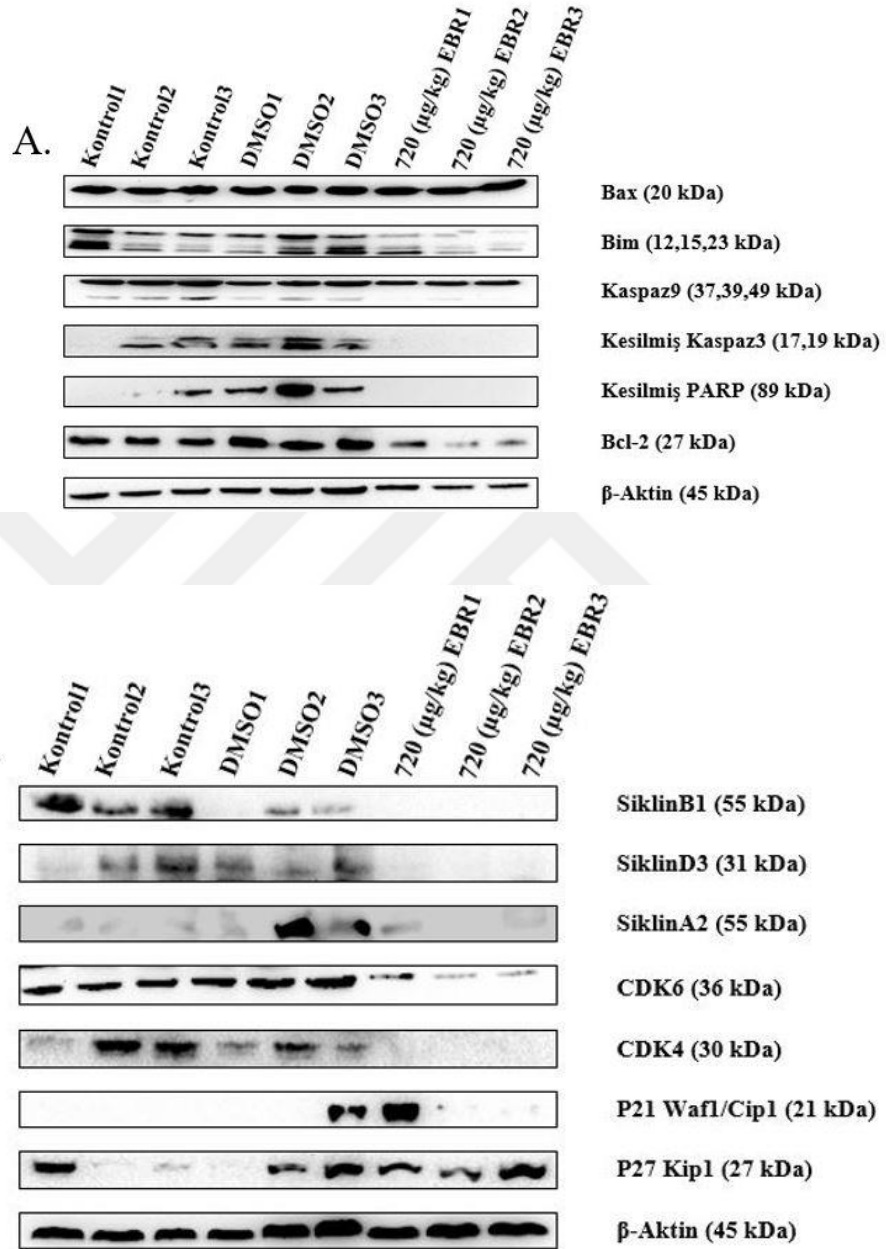 A.
Kontrol1 Kontrol2 Kontrol3 DMSO1 DMSO2 DMSO3 720 (µg/kg) EBR1 720 (µg/kg) EBR2 720 (µg/kg) EBR3
Bax (20 kDa)
Bim (12,15,23 kDa)
Kaspaz9 (37,39,49 kDa)
Kesilmiş Kaspaz3 (17,19 kDa)
Kesilmiş PARP (89 kDa)
Bcl-2 (27 kDa)
β-Aktin (45 kDa)
Kontrol1 Kontrol2 Kontrol3 DMSO1 DMSO2 DMSO3 720 (µg/kg) EBR1 720 (µg/kg) EBR2 720 (µg/kg) EBR3
SiklinB1 (55 kDa)
SiklinD3 (31 kDa)
SiklinA2 (55 kDa)
CDK6 (36 kDa)
CDK4 (30 kDa)
P21 Waf1/Cip1 (21 kDa)
P27 Kip1 (27 kDa)
β-Aktin (45 kDa)